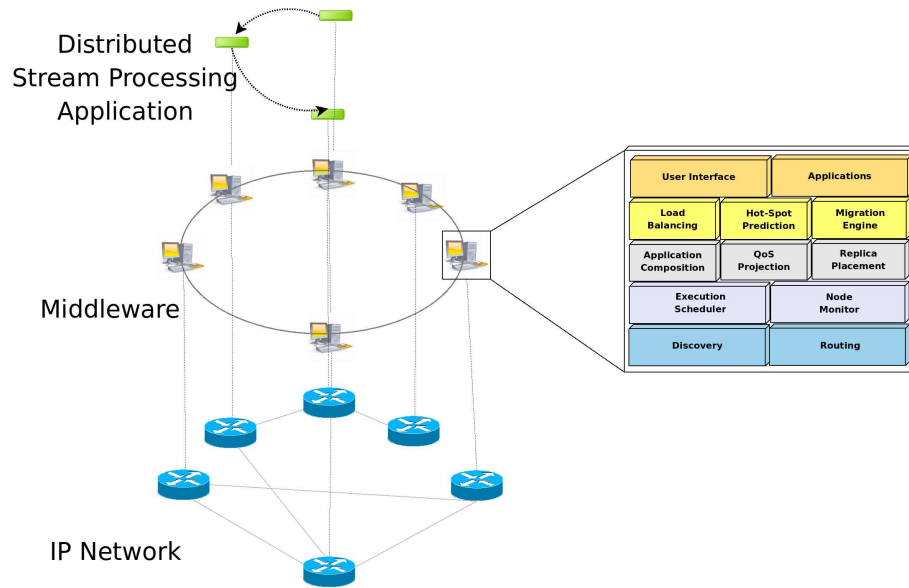 Distributed
Stream Processing
Application
Middleware
IP Network
User Interface
Applications
Load
Balancing
Hot-Spot
Prediction
Migration
Engine
Application
Composition
QoS
Projection
Replica
Placement
Execution
Scheduler
Node
Monitor
Discovery
Routing